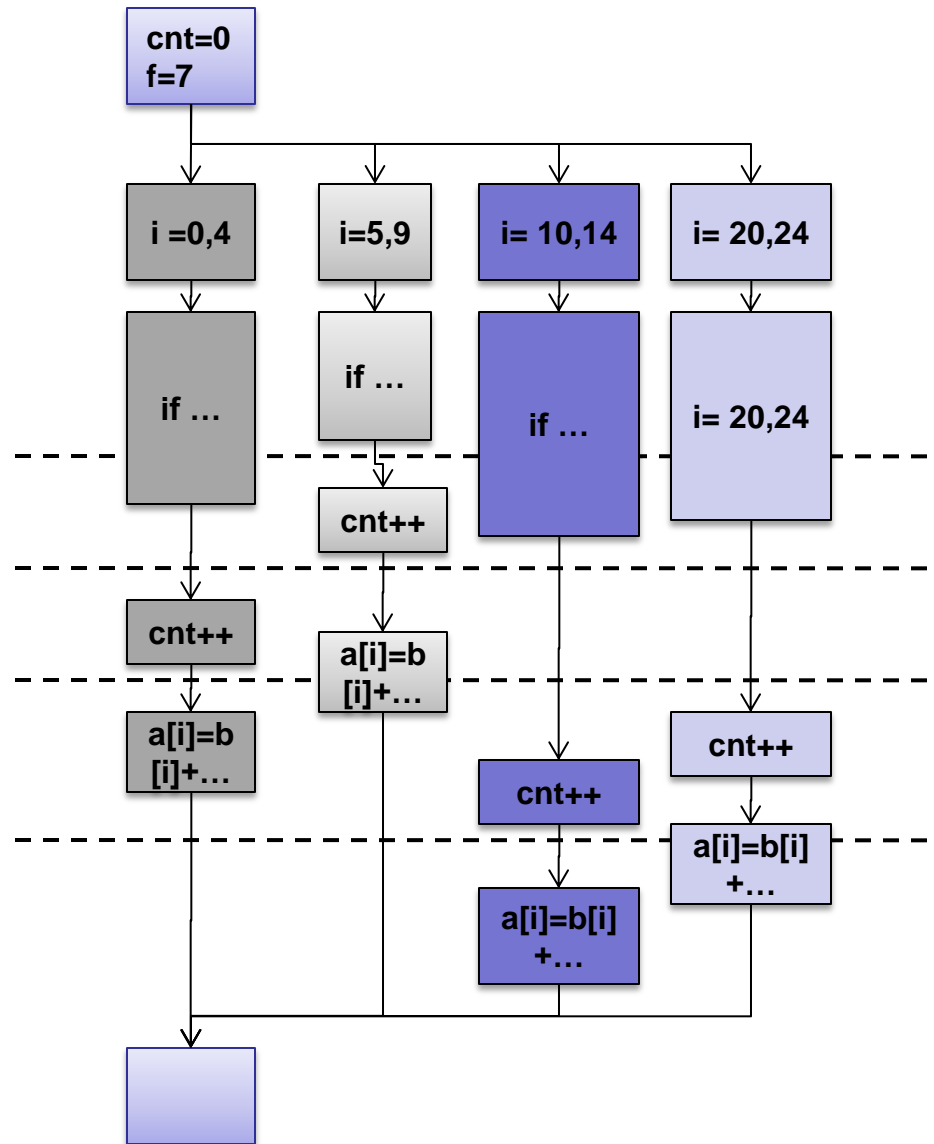 cnt=0
f=7
i =0,4
i=5,9
i= 10,14
i= 20,24
if …
if …
if …
i= 20,24
cnt++
cnt++
a[i]=b
[i]+…
a[i]=b
[i]+…
cnt++
cnt++
a[i]=b[i]
+…
a[i]=b[i]
+…